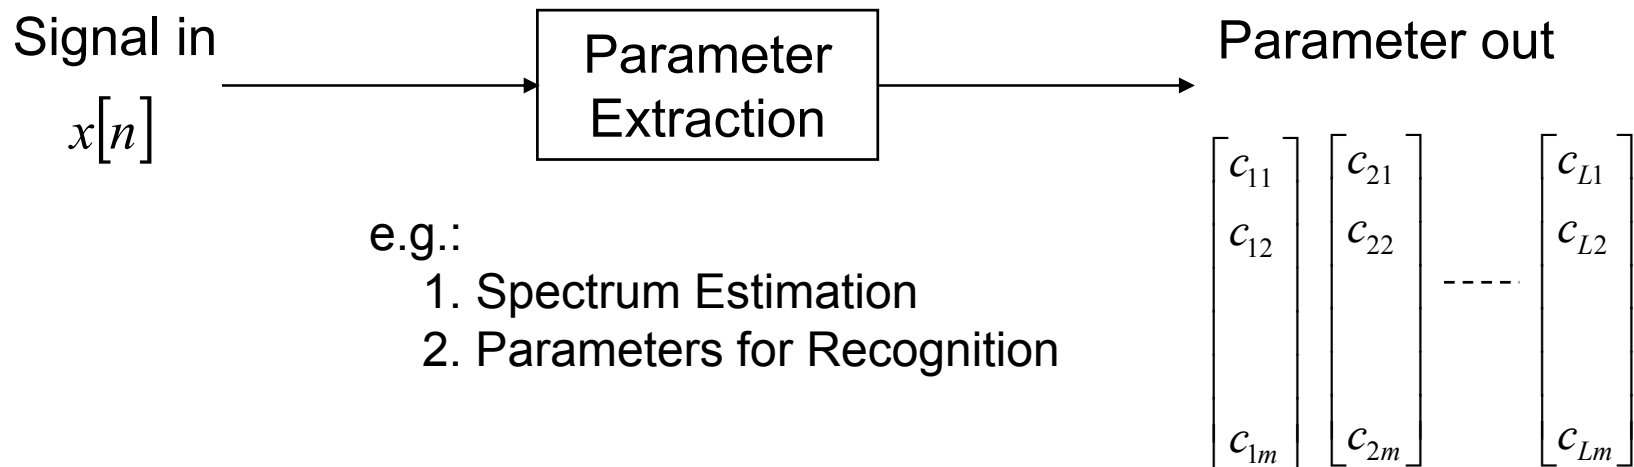 Signal in
x[n]
Parameter
Extraction
Parameter out
e.g.:
1. Spectrum Estimation
2. Parameters for Recognition
c11 c21 cL1
c12 c22 cL2
c1m c2m cLm